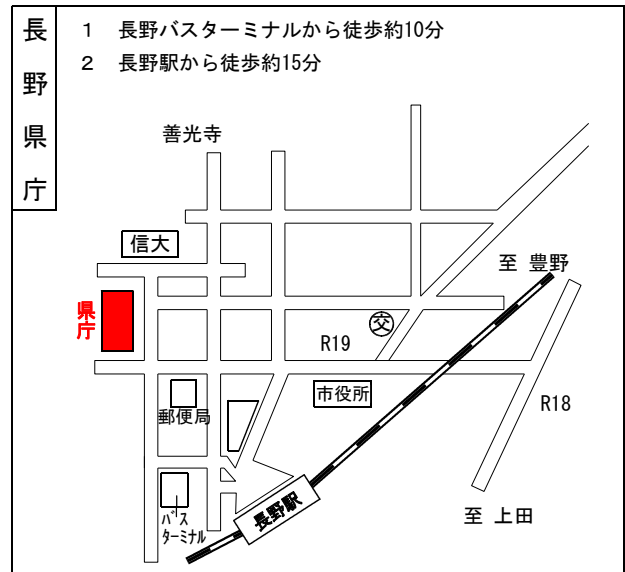 長野県庁
1 長野バスターミナルから徒歩約10分
2 長野駅から徒歩約15分
善光寺
信大
至 豊野
県庁
交
R19
市役所
R18
郵便局
バス
ターミナル
長野駅
至 上田